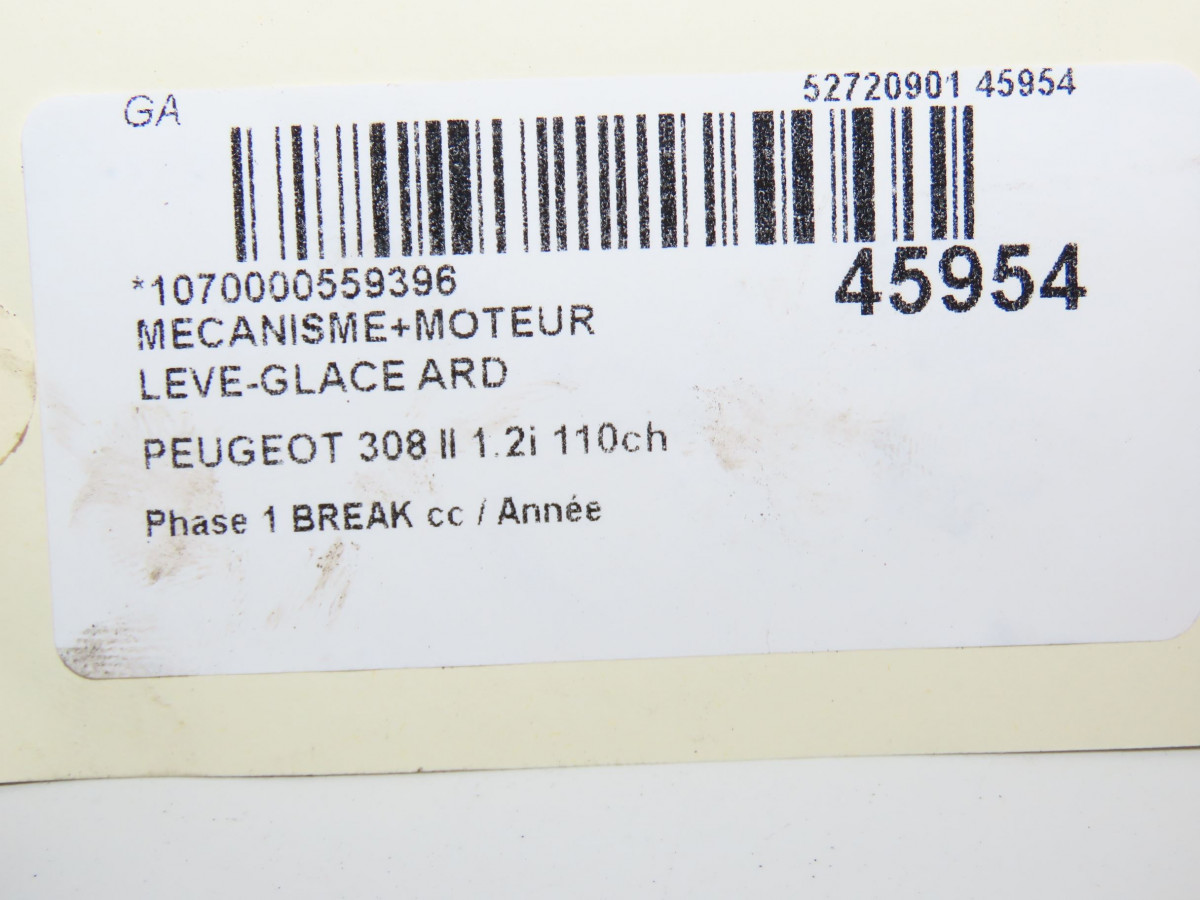 GA
52720901 45954
*1070000559396
45954
MECANISME+MOTEUR
LEVE-GLACE ARD
PEUGEOT 308 II 1.2i 110ch
Phase 1 BREAK cc / Année